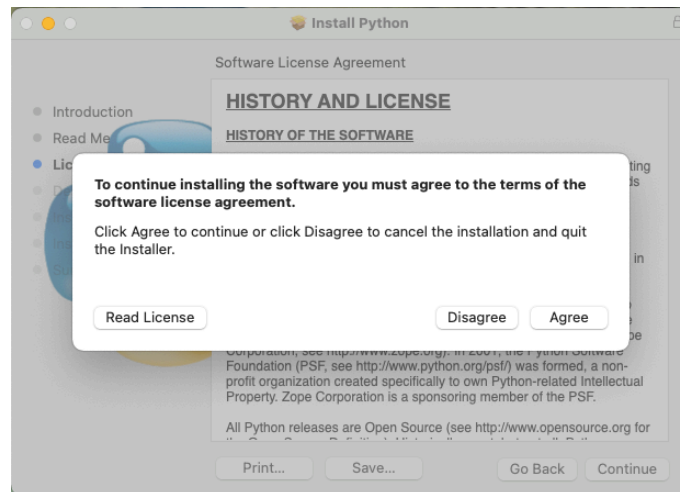 Install Python
Software License Agreement
Introduction
Read Me
Lic
HISTORY AND LICENSE
HISTORY OF THE SOFTWARE
ting
ds
To continue installing the software you must agree to the terms of the
software license agreement.
Click Agree to continue or click Disagree to cancel the installation and quit
the Installer.
in
Read License
Disagree
Agree
Corporation, see http://www.zope.org). In 2001, the Python Software
Foundation (PSF, see http://www.python.org/psf/) was formed, a non-
profit organization created specifically to own Python-related Intellectual
Property. Zope Corporation is a sponsoring member of the PSF.
All Python releases are Open Source (see http://www.opensource.org for
Print...
Save...
Go Back
Continue